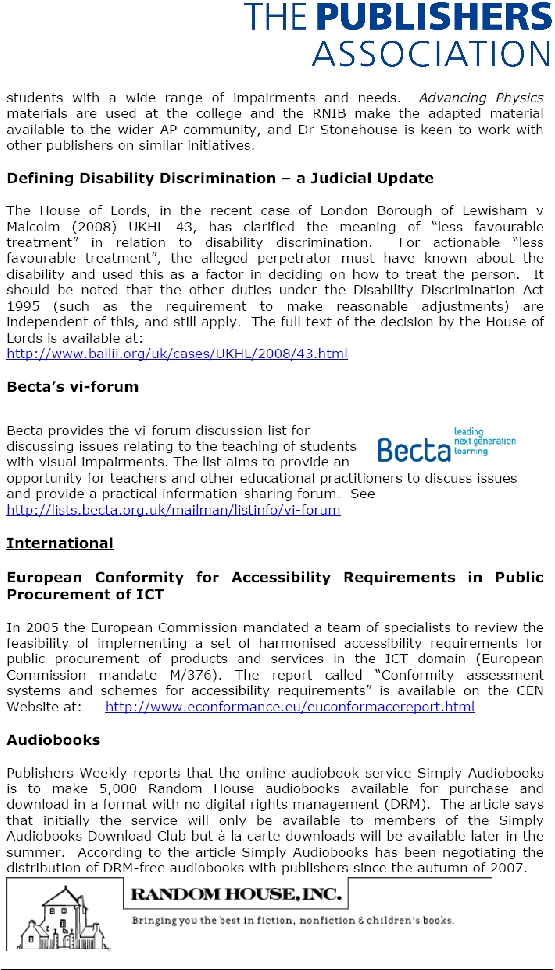 THE PUBLISHERS
ASSOCIATION
students with a wide range of impairments and needs. Advancing Physics
materials are used at the college and the RNIB make the adapted material
available to the wider AP community, and Dr Stonehouse is keen to work with
other publishers on similar initiatives.
Defining Disability Discrimination – a Judicial Update
The House of Lords, in the recent case of London Borough of Lewisham v
Malcolm (2008) UKHL 43, has clarified the meaning of “less favourable
treatment” in relation to disability discrimination. For actionable “less
favourable treatment”, the alleged perpetrator must have known about the
disability and used this as a factor in deciding on how to treat the person. It
should be noted that the other duties under the Disability Discrimination Act
1995 (such as the requirement to make reasonable adjustments) are
independent of this, and still apply. The full text of the decision by the House of
Lords is available at:
http://www.bailii.org/uk/cases/UKHL/2008/43.html
Becta’s vi-forum
Becta provides the vi forum discussion list for
discussing issues relating to the teaching of students
with visual impairments. The list aims to provide an
opportunity for teachers and other educational practitioners to discuss issues
and provide a practical information sharing forum. See
http://lists.becta.org.uk/mailman/listinfo/vi-forum
Becta
leading
next generation
learning
International
European Conformity for Accessibility Requirements in Public
Procurement of ICT
In 2005 the European Commission mandated a team of specialists to review the
feasibility of implementing a set of harmonised accessibility requirements for
public procurement of products and services in the ICT domain (European
Commission mandate M/376). The report called “Conformity assessment
systems and schemes for accessibility requirements” is available on the CEN
Website at: http://www.econformance.eu/euconformacereport.html
Audiobooks
Publishers Weekly reports that the online audiobook service Simply Audiobooks
is to make 5,000 Random House audiobooks available for purchase and
download in a format with no digital rights management (DRM). The article says
that initially the service will only be available to members of the Simply
Audiobooks Download Club but à la carte downloads will be available later in the
summer. According to the article Simply Audiobooks has been negotiating the
distribution of DRM-free audiobooks with publishers since the autumn of 2007.
RANDOM HOUSE, INC.
Bringing you the best in fiction, nonfiction & children's books.